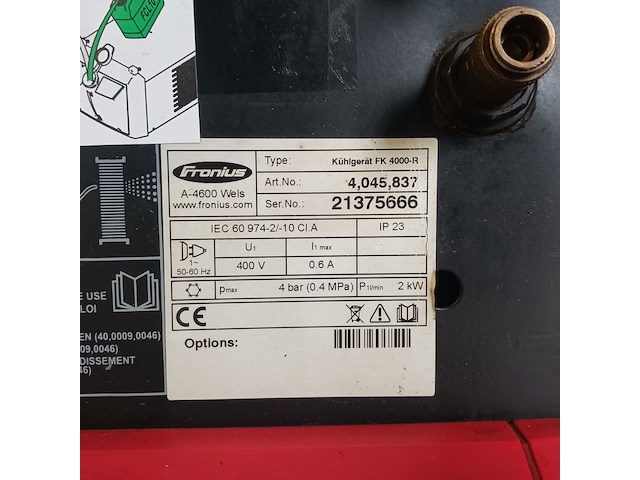 FCL10
Fronius
A-4600 Wels
www.fronius.com
Type: Kühlgerät FK 4000-R
Art.No.: 4,045,837
Ser.No.: 21375666
IEC 60 974-2/-10 Cl.A IP 23
1~
50-60 Hz
U1 I1 max
400 V 0.6 A
pmax 4 bar (0.4 MPa) P1l/min 2 kW
CE
Options:
E USE
LOI
EN (40,0009,0046)
09,0046)
DISSEMENT
46)